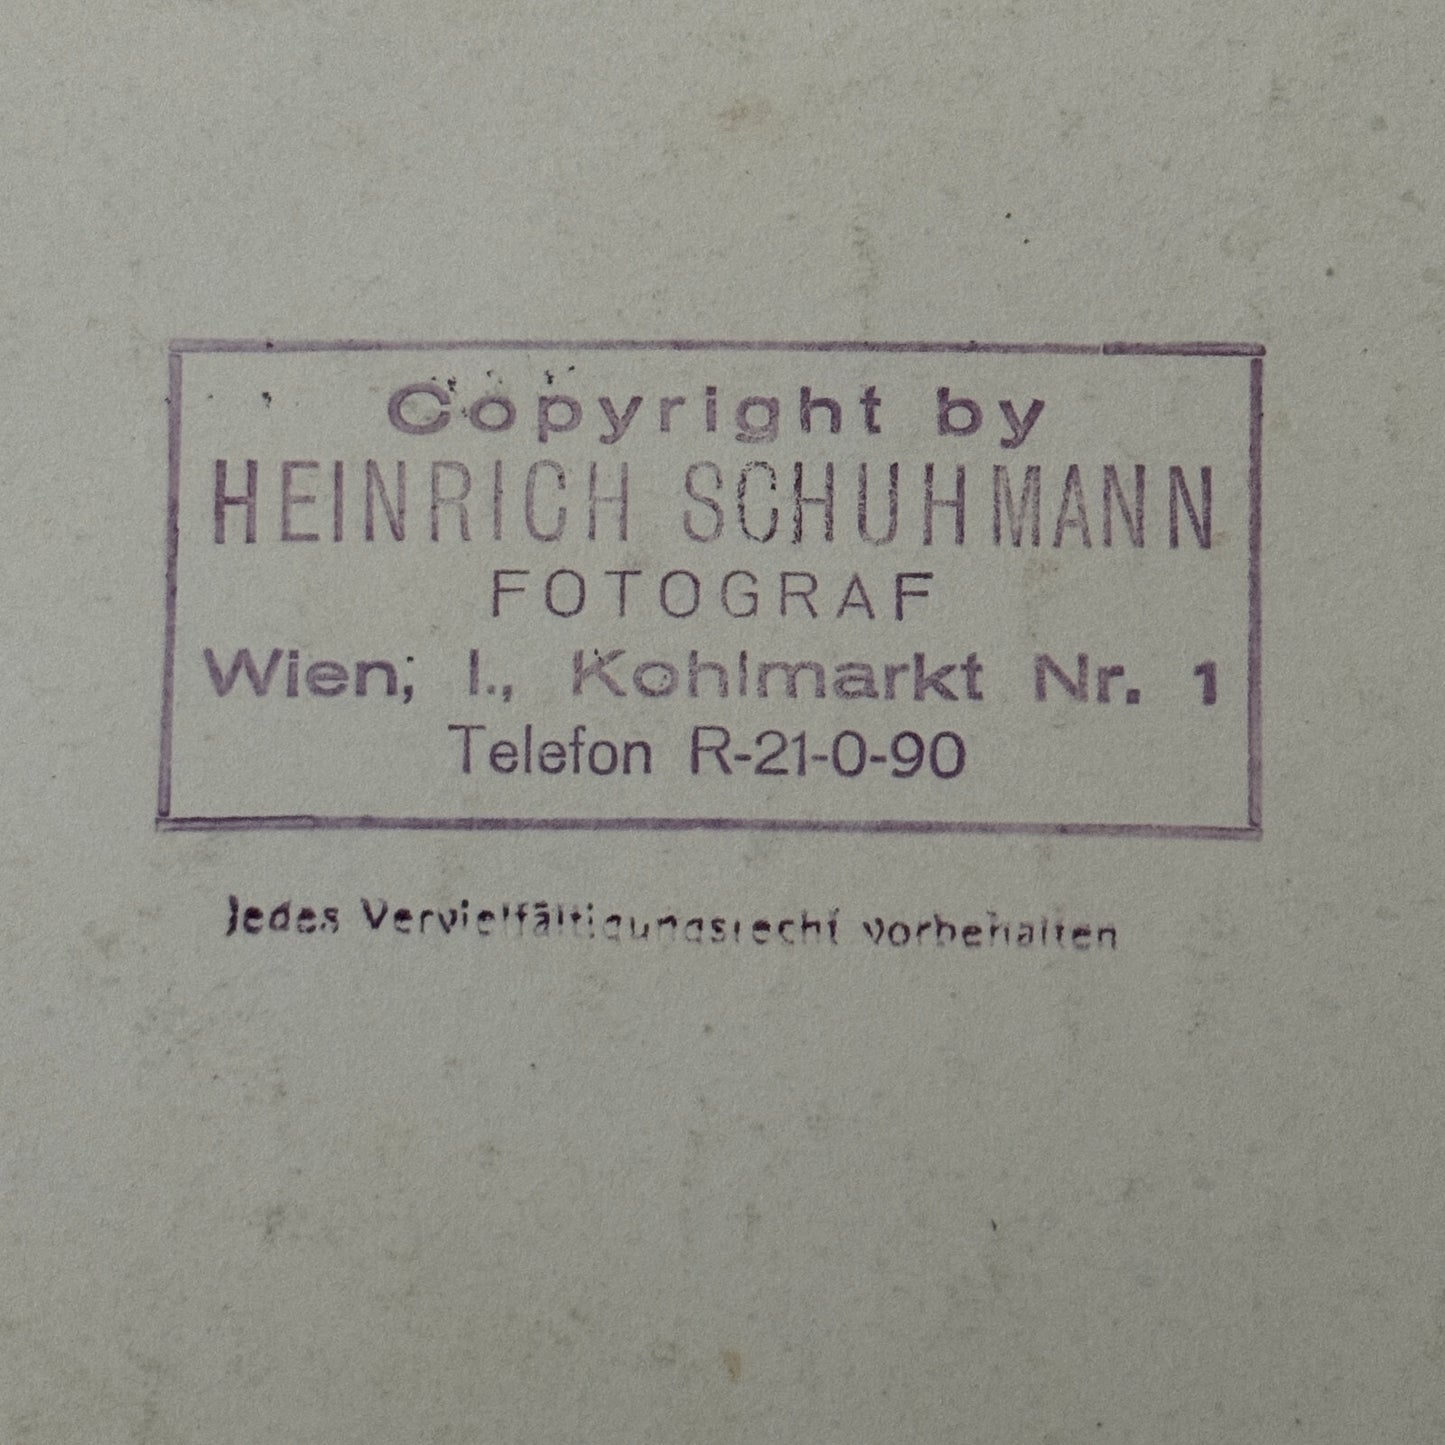 Copyright by
HEINRICH SCHUHMANN
FOTOGRAF
Wien, I., Kohlmarkt Nr. 1
Telefon R-21-0-90
Jedes Vervielfältigungsrecht vorbehalten